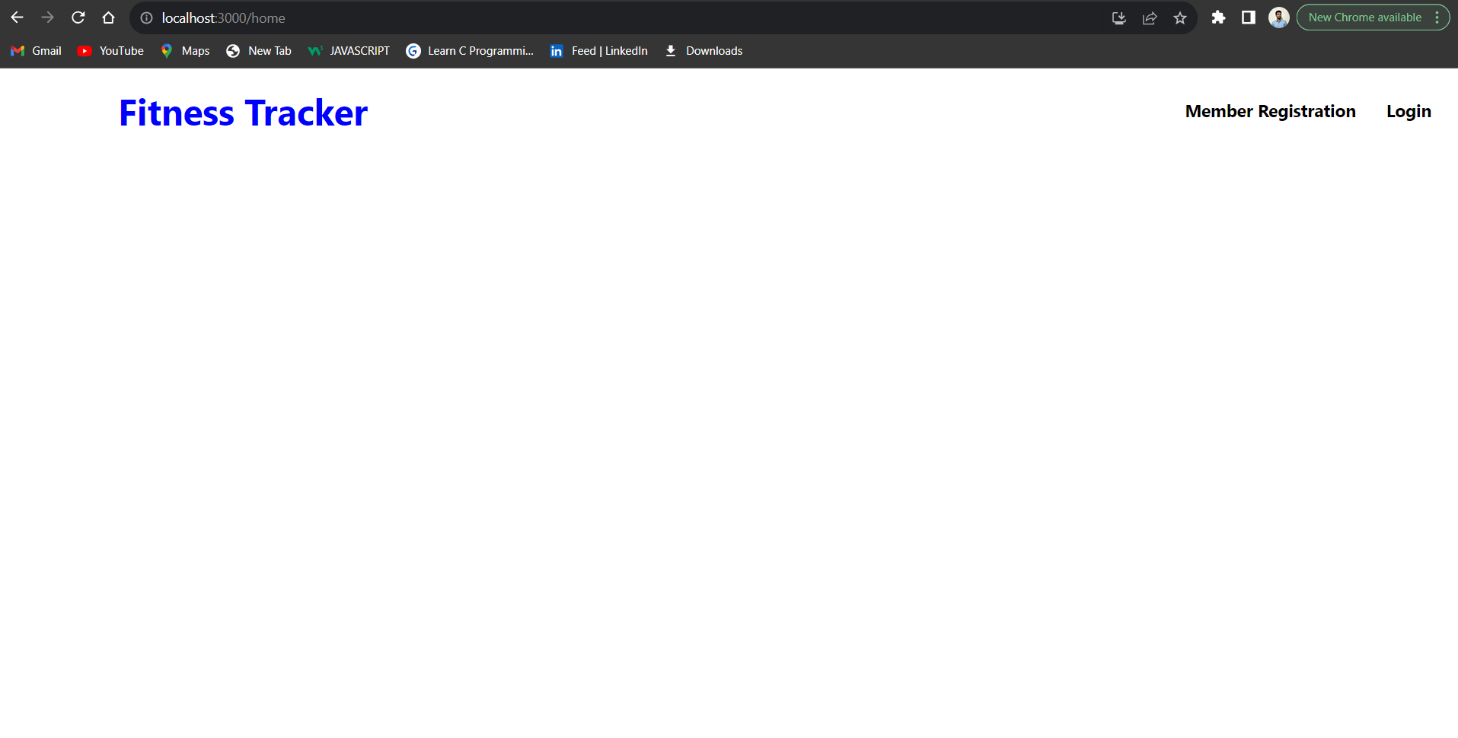 localhost:3000/home
New Chrome available
Gmail YouTube Maps New Tab JAVASCRIPT Learn C Programmi... Feed | LinkedIn Downloads
Fitness Tracker Member Registration Login